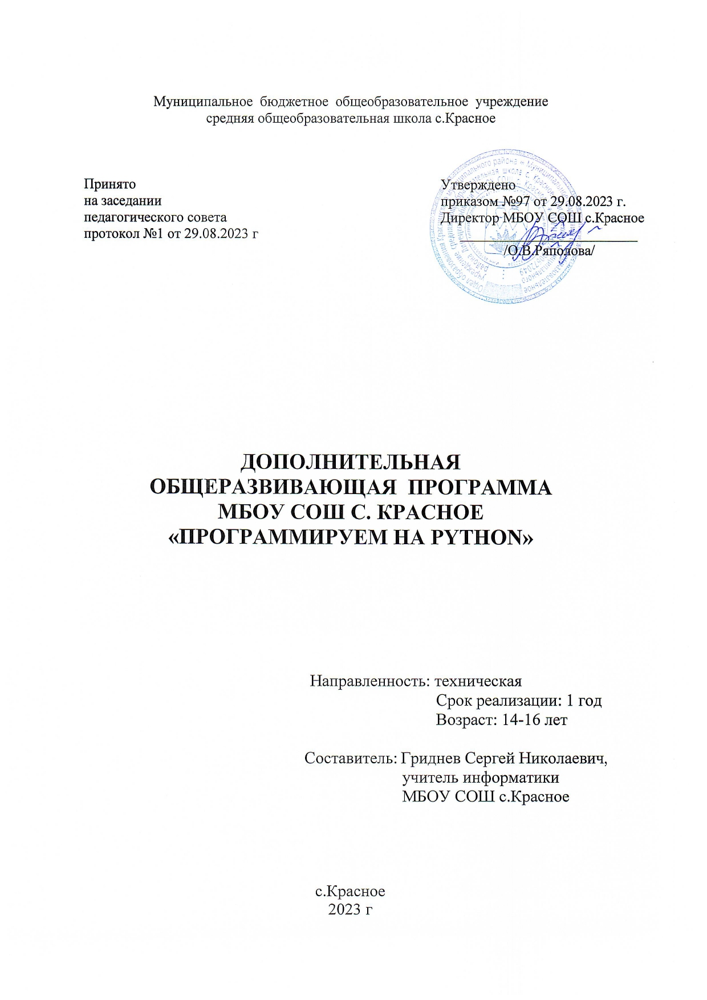 Муниципальное бюджетное общеобразовательное учреждение
средняя общеобразовательная школа с.Красное
Принято
на заседании
педагогического совета
протокол №1 от 29.08.2023 г
Утверждено
приказом №97 от 29.08.2023 г.
Директор МБОУ СОШ с.Красное
/О.В.Ряполова/
ДОПОЛНИТЕЛЬНАЯ
ОБЩЕРАЗВИВАЮЩАЯ ПРОГРАММА
МБОУ СОШ С. КРАСНОЕ
«ПРОГРАММИРУЕМ НА PYTHON»
Направленность: техническая
Срок реализации: 1 год
Возраст: 14-16 лет
Составитель: Гриднев Сергей Николаевич,
учитель информатики
МБОУ СОШ с.Красное
с.Красное
2023 г